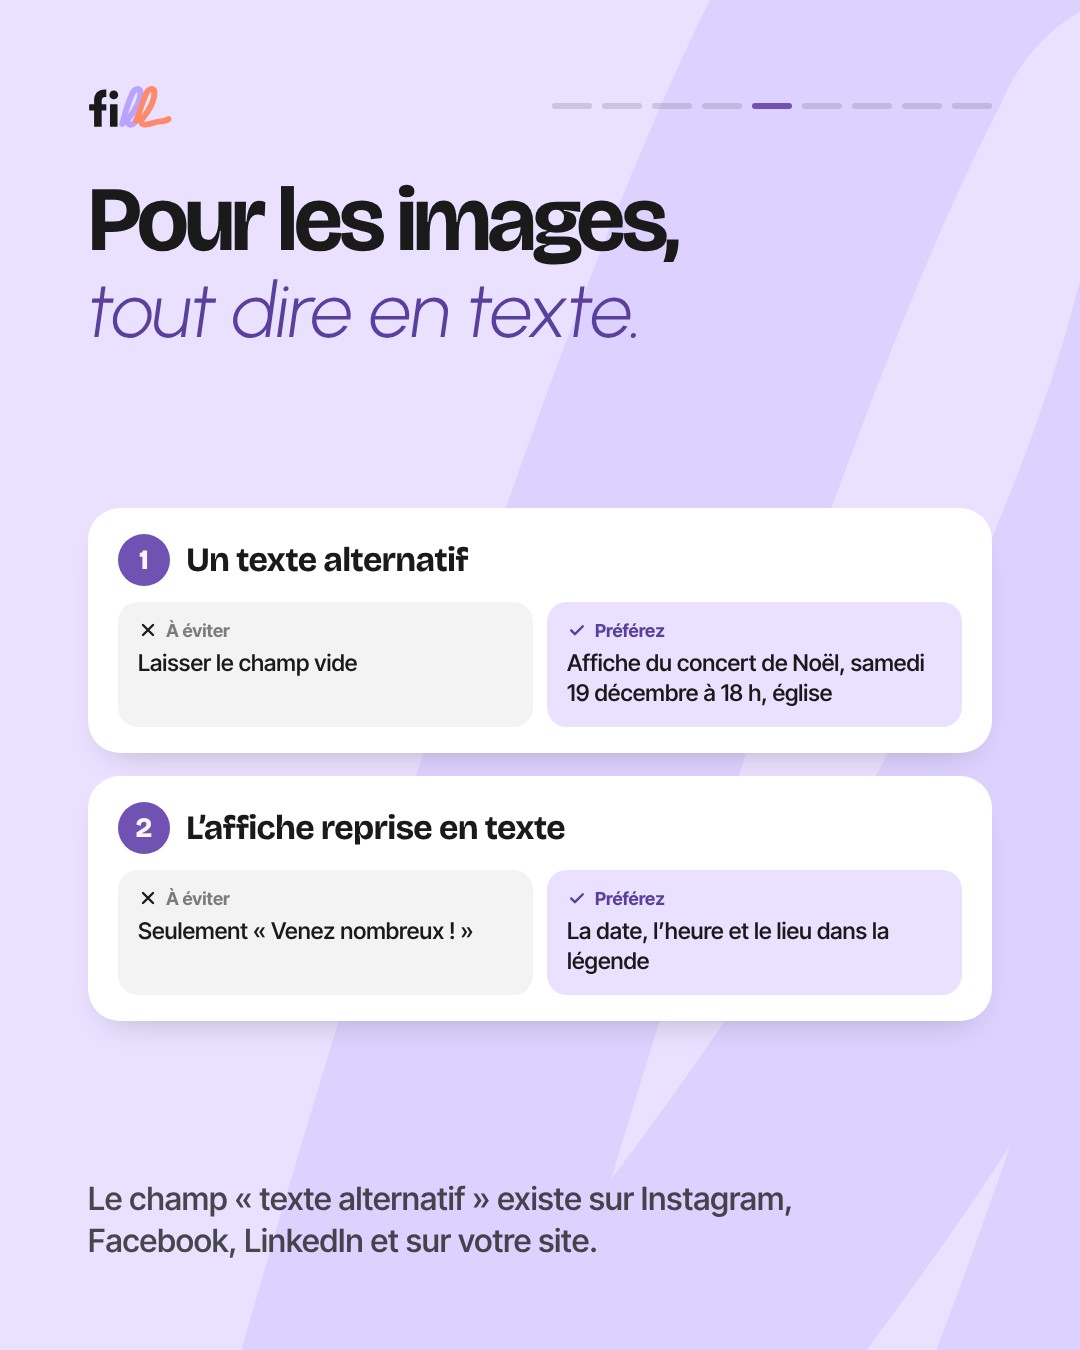 fill
Pour les images,
tout dire en texte.
1
Un texte alternatif
À éviter
Laisser le champ vide
Préférez
Affiche du concert de Noël, samedi
19 décembre à 18 h, église
2
L’affiche reprise en texte
À éviter
Seulement « Venez nombreux ! »
Préférez
La date, l’heure et le lieu dans la
légende
Le champ « texte alternatif » existe sur Instagram,
Facebook, LinkedIn et sur votre site.